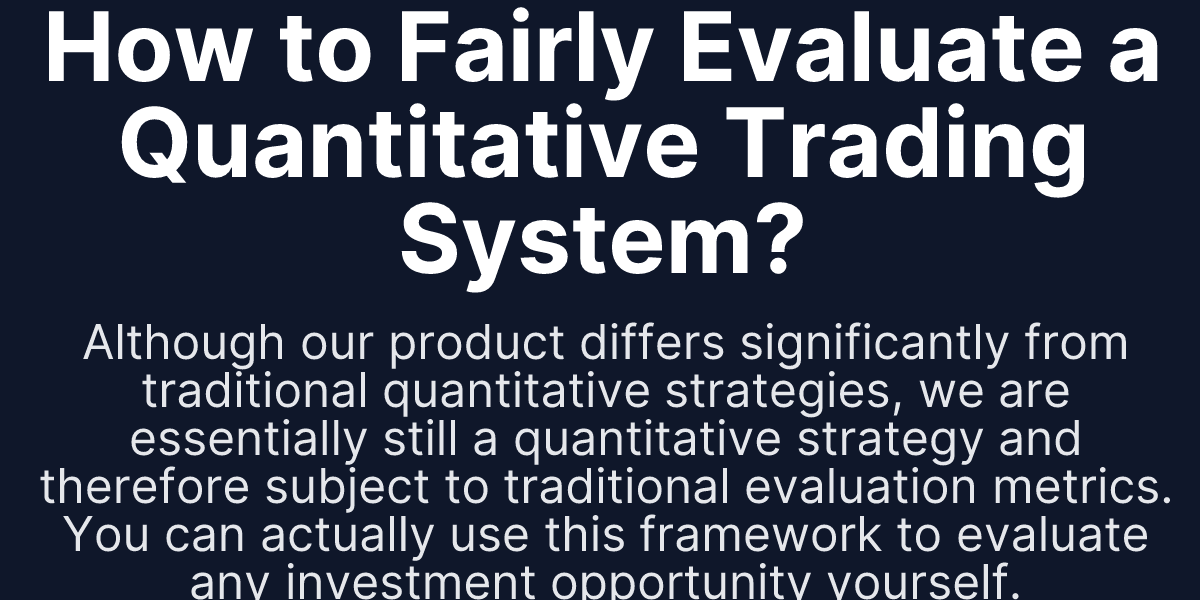 How to Fairly Evaluate a
Quantitative Trading
System?
Although our product differs significantly from
traditional quantitative strategies, we are
essentially still a quantitative strategy and
therefore subject to traditional evaluation metrics.
You can actually use this framework to evaluate
any investment opportunity yourself.